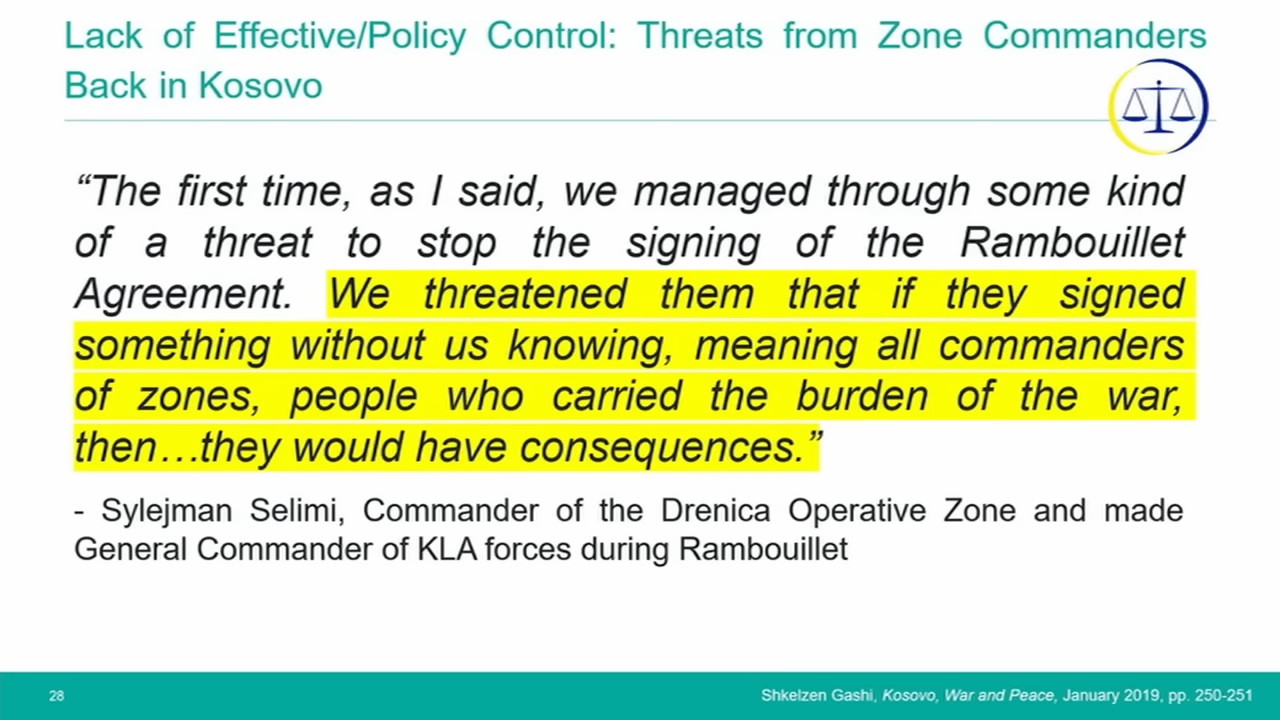 Lack of Effective/Policy Control: Threats from Zone Commanders
Back in Kosovo
“The first time, as I said, we managed through some kind
of a threat to stop the signing of the Rambouillet
Agreement. We threatened them that if they signed
something without us knowing, meaning all commanders
of zones, people who carried the burden of the war,
then…they would have consequences.”
- Sylejman Selimi, Commander of the Drenica Operative Zone and made
General Commander of KLA forces during Rambouillet
28
Shkelzen Gashi, Kosovo, War and Peace, January 2019, pp. 250-251